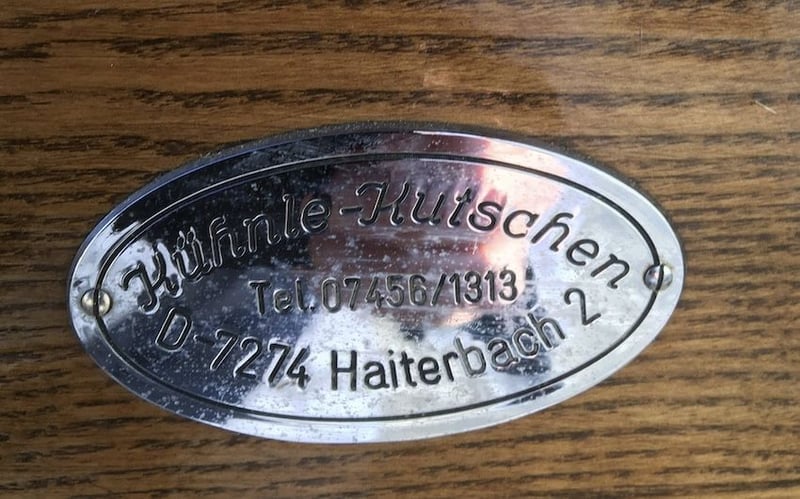 Kühnle-Kutschen
Tel.07456/1313
D-7274 Haiterbach 2